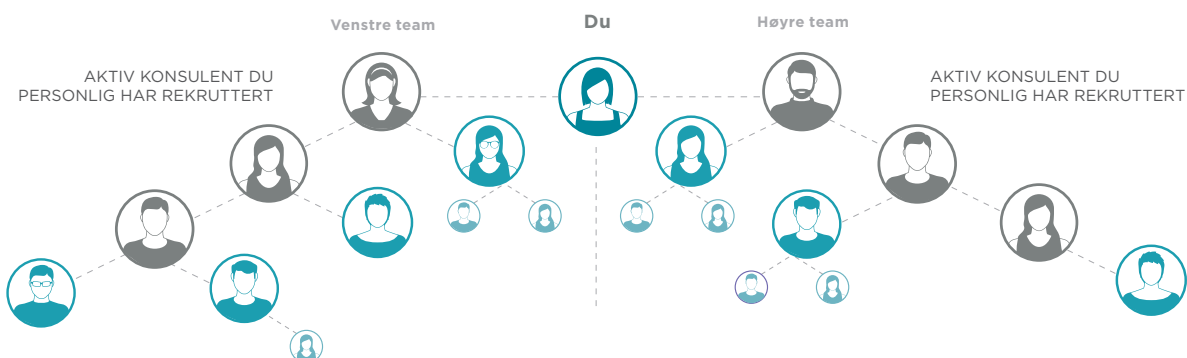 Venstre team
Du
Høyre team
AKTIV KONSULENT DU
PERSONLIG HAR REKRUTTERT
AKTIV KONSULENT DU
PERSONLIG HAR REKRUTTERT